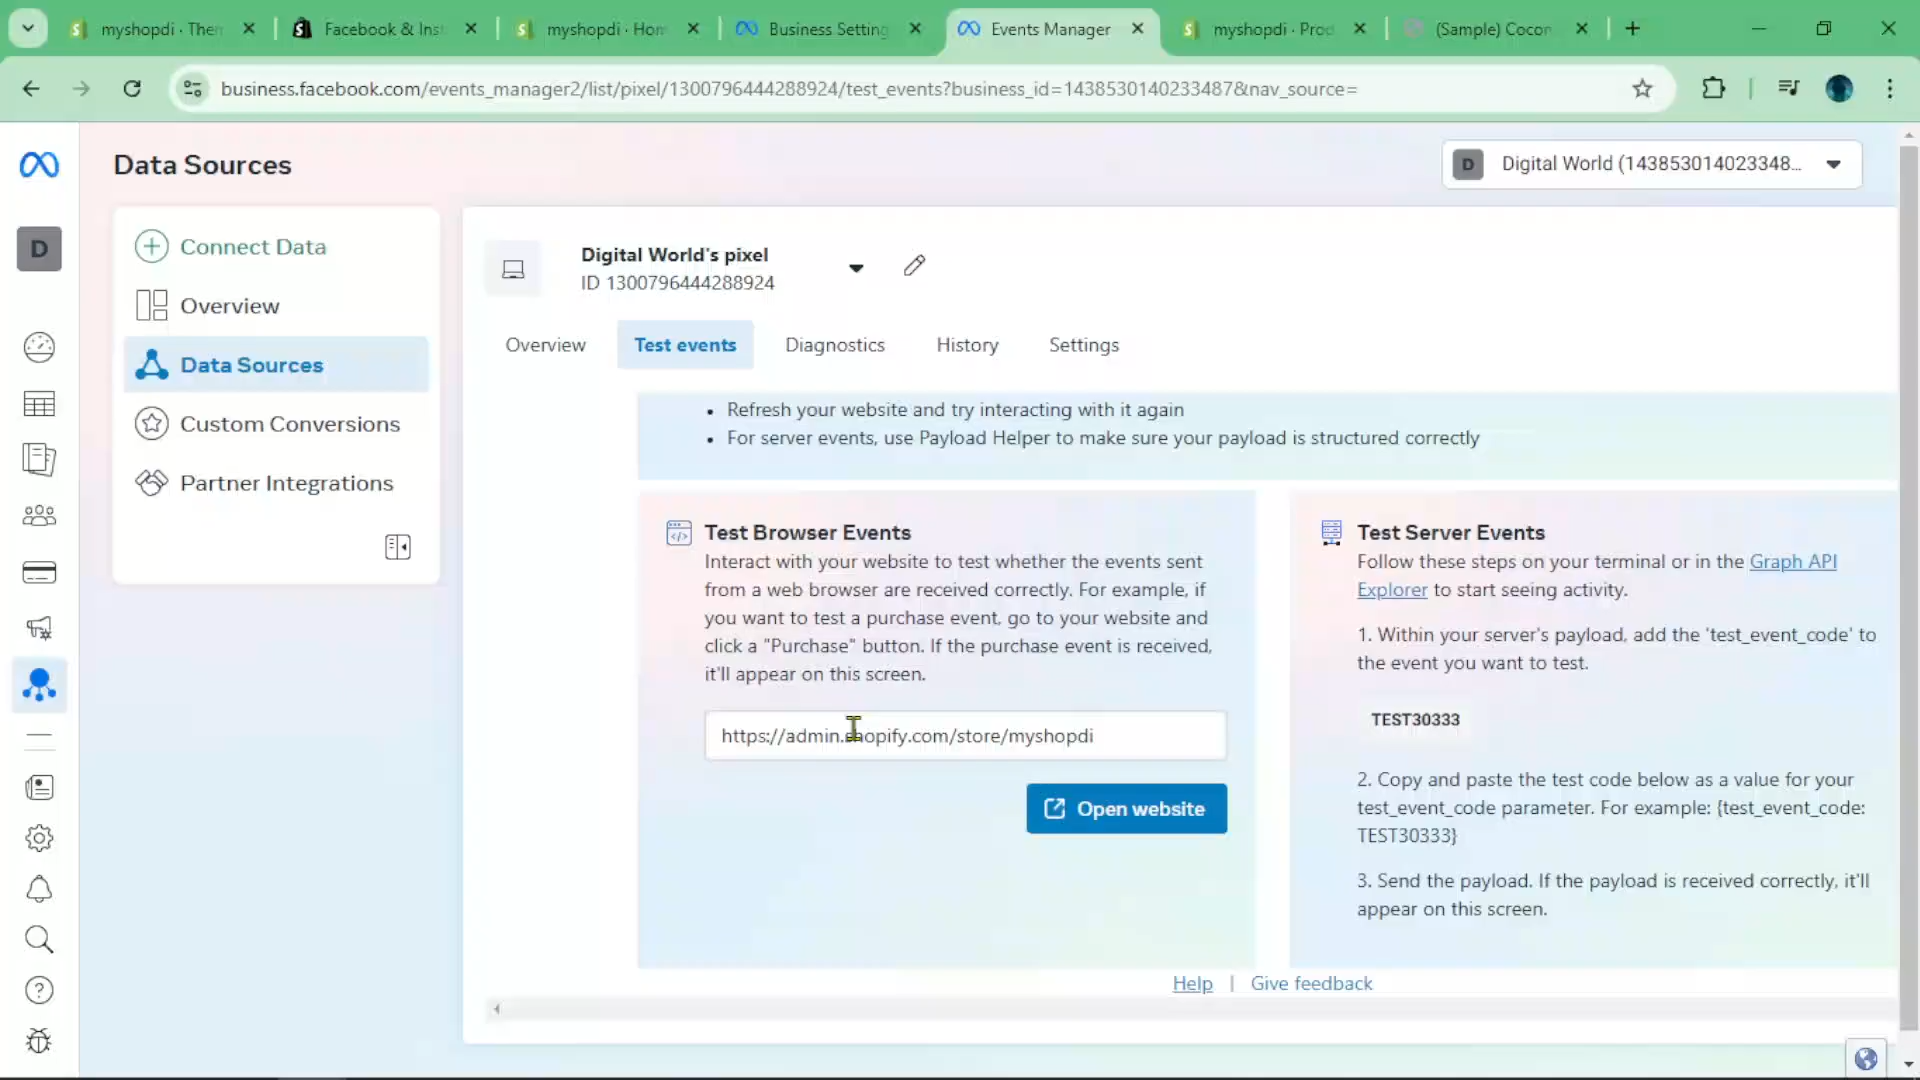 myshopdi · Then
Facebook & Inst
myshopdi · Hom
Business Setting
Events Manager
myshopdi · Prod
(Sample) Cocon
business.facebook.com/events_manager2/list/pixel/1300796444288924/test_events?business_id=1438530140233487&nav_source=
Data Sources
D Digital World (143853014023348...
D
Connect Data
Overview
Data Sources
Custom Conversions
Partner Integrations
Digital World's pixel
ID 1300796444288924
Overview Test events Diagnostics History Settings
• Refresh your website and try interacting with it again
• For server events, use Payload Helper to make sure your payload is structured correctly
Test Browser Events
Interact with your website to test whether the events sent
from a web browser are received correctly. For example, if
you want to test a purchase event, go to your website and
click a "Purchase" button. If the purchase event is received,
it'll appear on this screen.
https://admin.shopify.com/store/myshopdi
Open website
Test Server Events
Follow these steps on your terminal or in the Graph API
Explorer to start seeing activity.
1. Within your server's payload, add the 'test_event_code' to
the event you want to test.
TEST30333
2. Copy and paste the test code below as a value for your
test_event_code parameter. For example: {test_event_code:
TEST30333}
3. Send the payload. If the payload is received correctly, it'll
appear on this screen.
Help | Give feedback